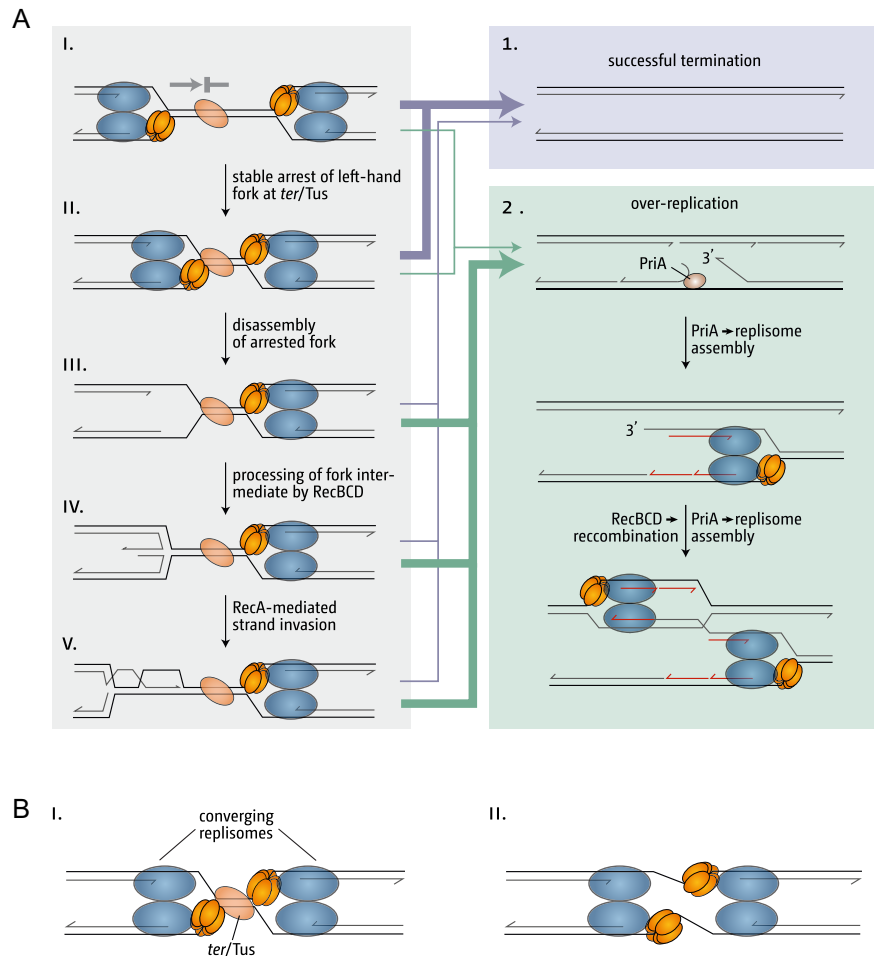 A
I.
1.
successful termination
stable arrest of left-hand
fork at ter/Tus
II.
2 .
over-replication
3′
PriA
disassembly
of arrested fork
PriA → replisome
assembly
III.
3′
processing of fork inter-
mediate by RecBCD
RecBCD →
reccombination
PriA → replisome
assembly
IV.
RecA-mediated
strand invasion
V.
B
I.
converging
replisomes
II.
ter/Tus